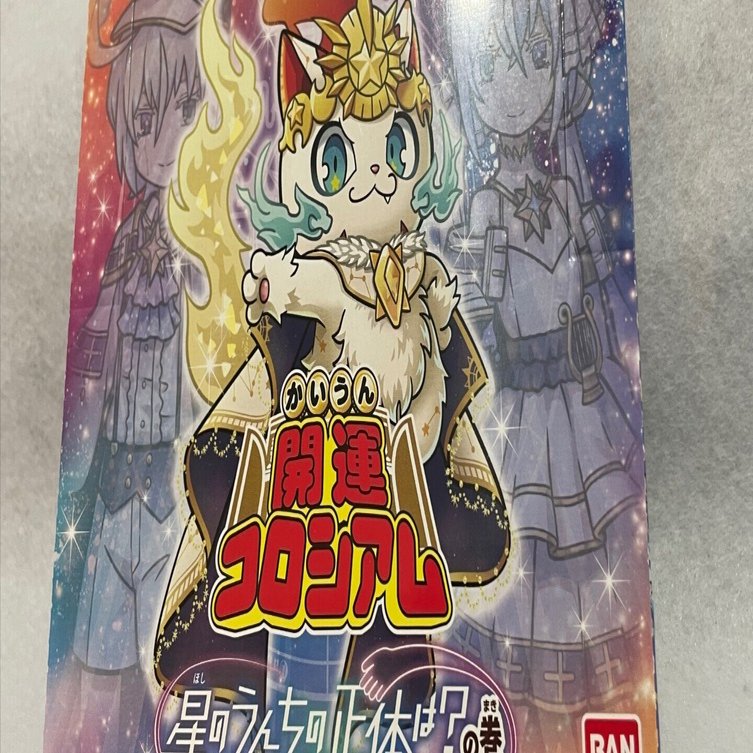 かいうん
開運
コロシアム
ほし
星のうんちの正体は?の巻
まき
BAN